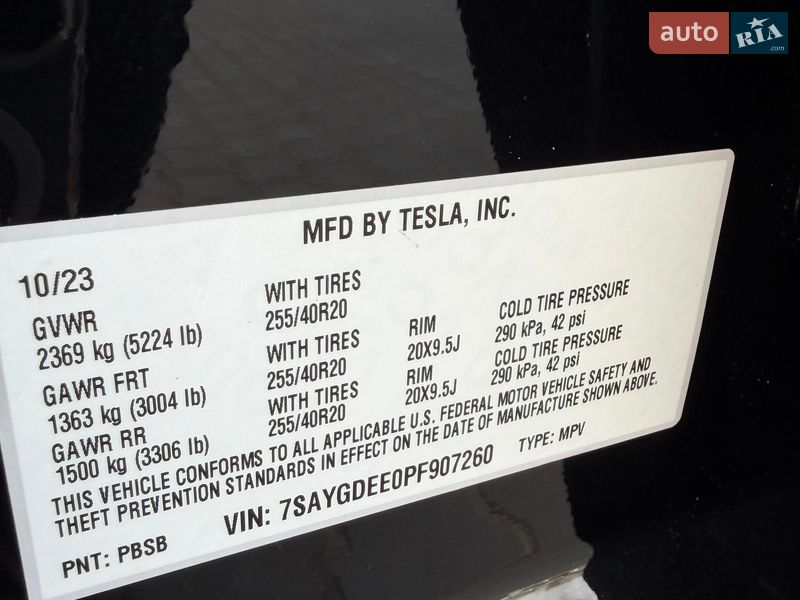 auto RIA .com
MFD BY TESLA, INC.
10/23
GVWR WITH TIRES
2369 kg (5224 lb) 255/40R20 RIM COLD TIRE PRESSURE
GAWR FRT WITH TIRES 20X9.5J 290 kPa, 42 psi
1363 kg (3004 lb) 255/40R20 RIM COLD TIRE PRESSURE
GAWR RR WITH TIRES 20X9.5J 290 kPa, 42 psi
1500 kg (3306 lb) 255/40R20
THIS VEHICLE CONFORMS TO ALL APPLICABLE U.S. FEDERAL MOTOR VEHICLE SAFETY AND
THEFT PREVENTION STANDARDS IN EFFECT ON THE DATE OF MANUFACTURE SHOWN ABOVE.
VIN: 7SAYGDEE0PF907260 TYPE: MPV
PNT: PBSB